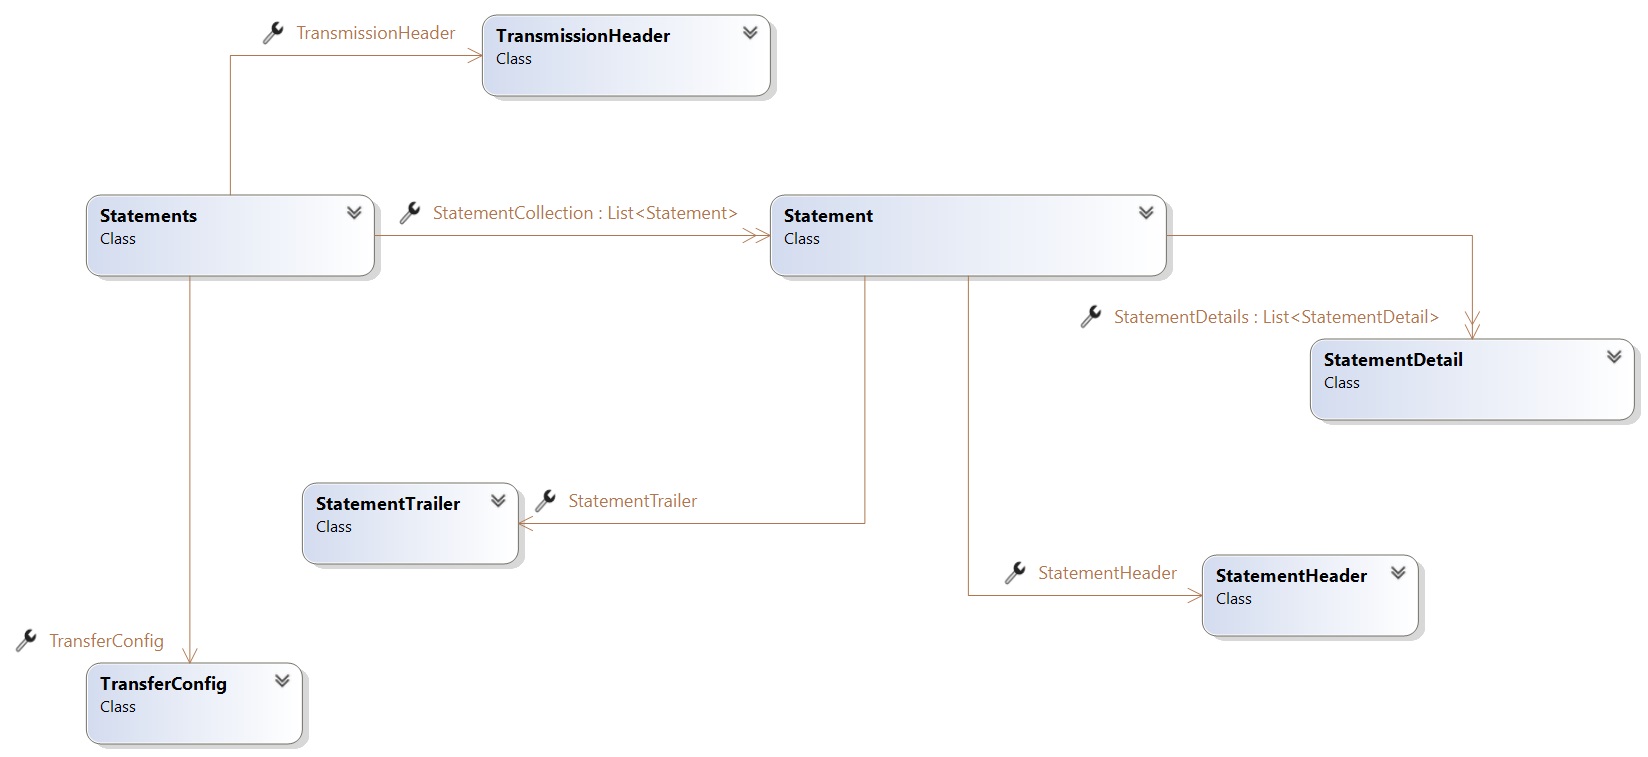 TransmissionHeader
TransmissionHeader
Class
Statements
Class
StatementCollection : List<Statement>
Statement
Class
StatementDetails : List<StatementDetail>
StatementDetail
Class
StatementTrailer
Class
StatementTrailer
StatementHeader
StatementHeader
Class
TransferConfig
TransferConfig
Class